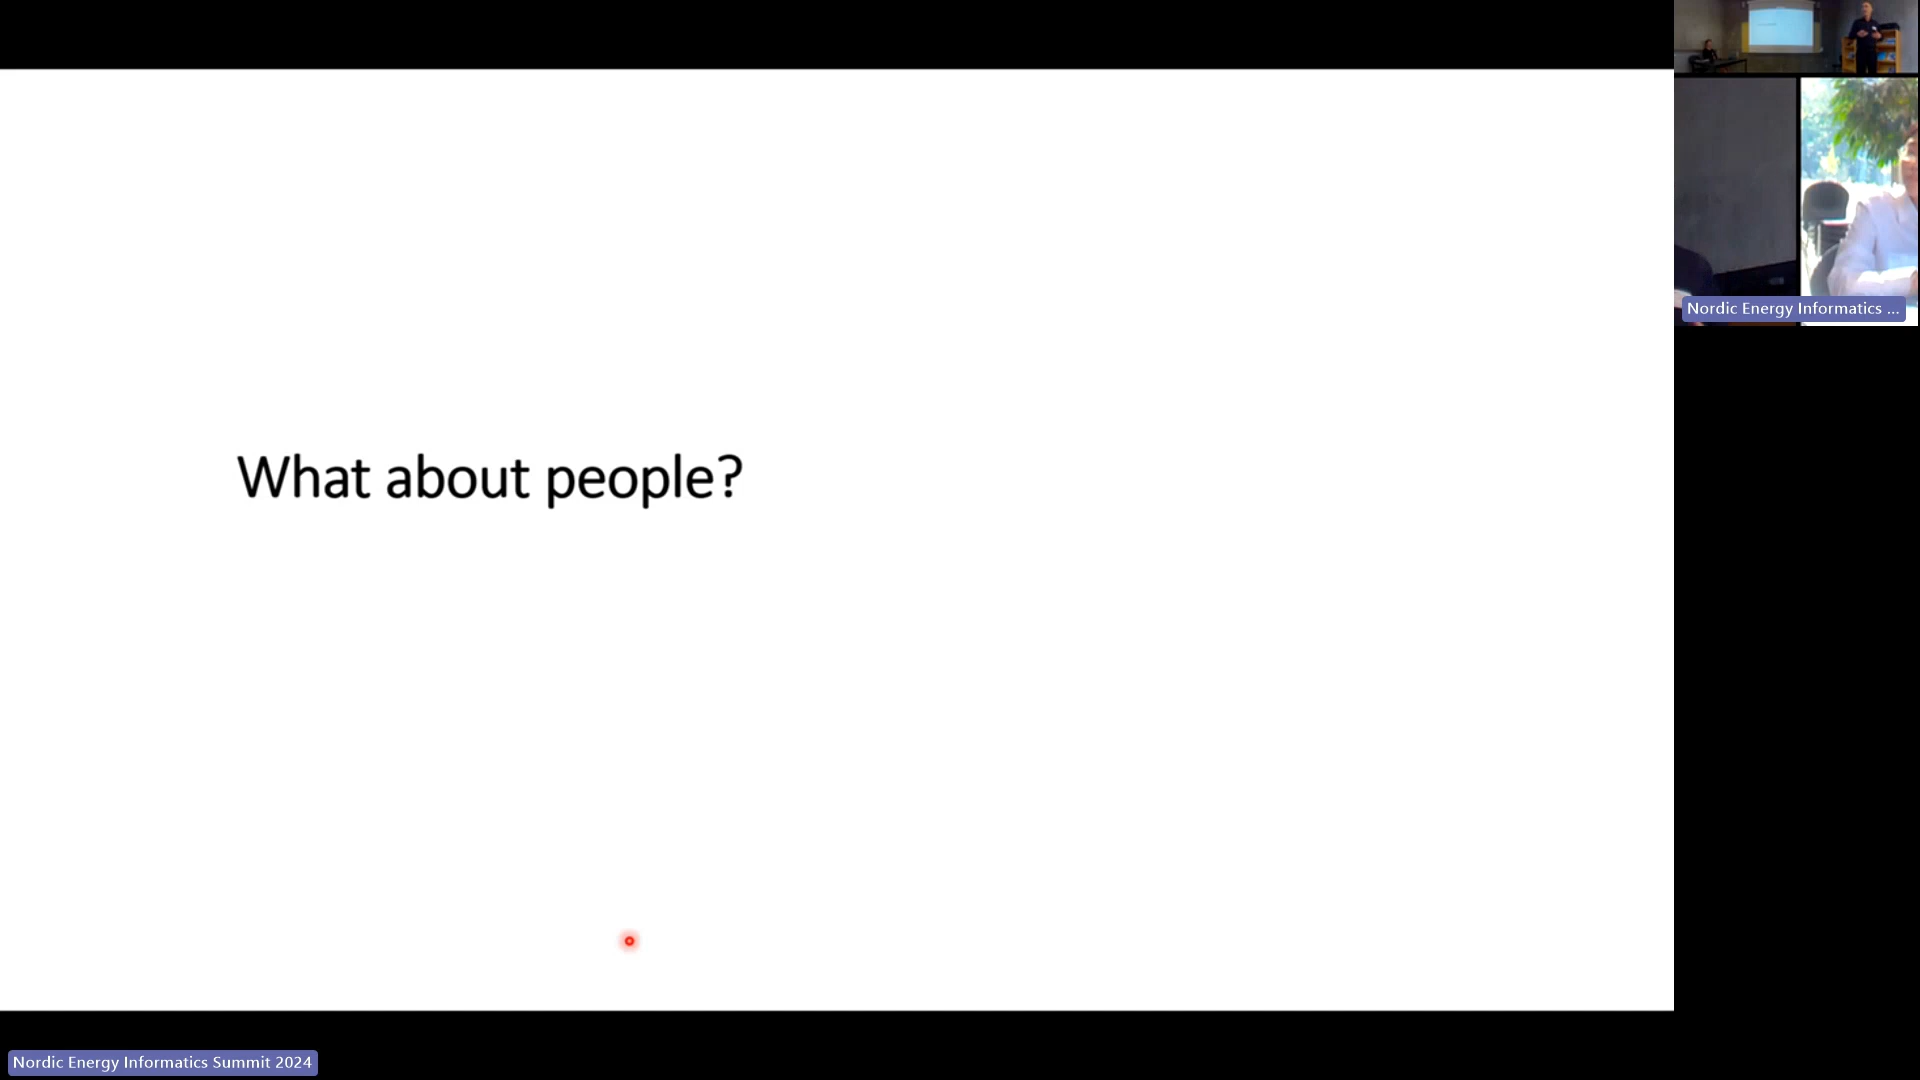 What about people?
Nordic Energy Informatics ...
Nordic Energy Informatics Summit 2024